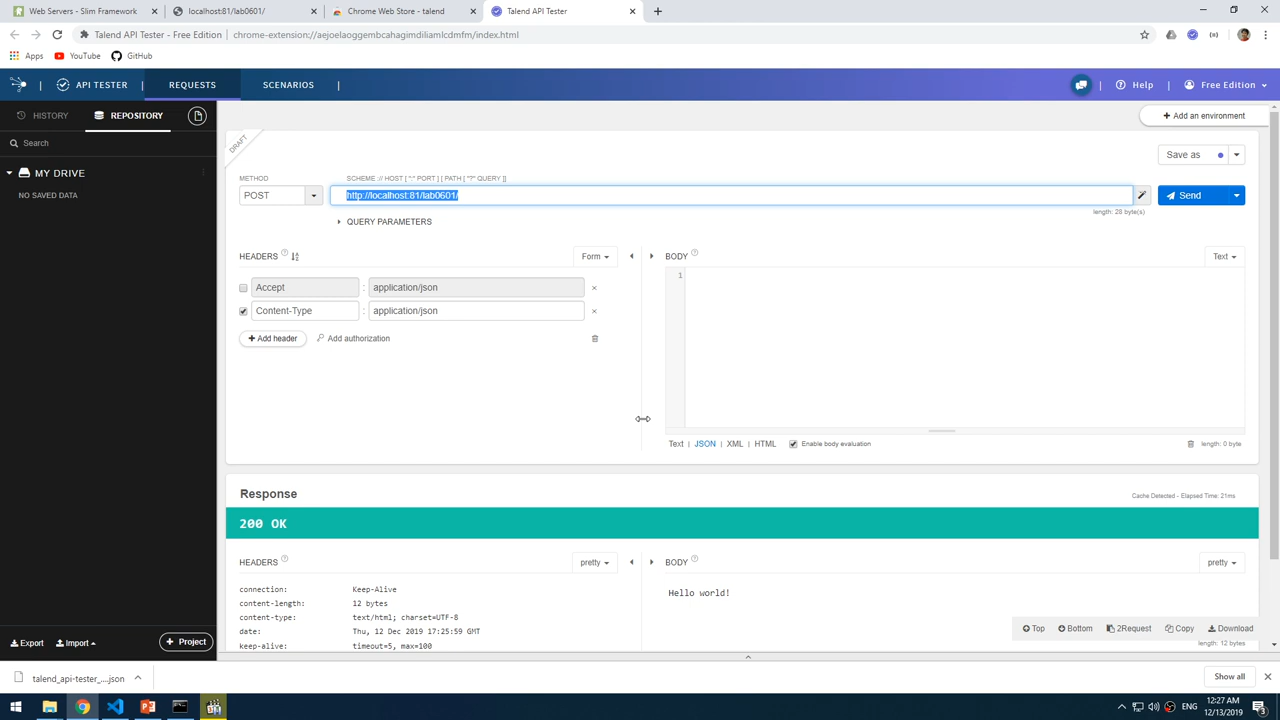 Web Servers - Slim Framework
localhost:81/lab0601/
Chrome Web Store - talend
Talend API Tester
Talend API Tester - Free Edition
chrome-extension://aejoelaoggembcahagimdiliamlcdmfm/index.html
Apps
YouTube
GitHub
API TESTER
REQUESTS
SCENARIOS
Help
Free Edition
HISTORY
REPOSITORY
Add an environment
Search
DRAFT
Save as
MY DRIVE
METHOD
SCHEME :// HOST [ ":" PORT ] [ PATH [ "?" QUERY ]]
NO SAVED DATA
POST
http://localhost:81/lab0601/
Send
length: 28 byte(s)
QUERY PARAMETERS
HEADERS
Form
BODY
Text
1
Accept : application/json
Content-Type : application/json
Add header
Add authorization
Text | JSON | XML | HTML
Enable body evaluation
length: 0 byte
Response
Cache Detected - Elapsed Time: 21ms
200 OK
HEADERS
pretty
BODY
pretty
connection: Keep-Alive
content-length: 12 bytes
content-type: text/html; charset=UTF-8
date: Thu, 12 Dec 2019 17:25:59 GMT
keep-alive: timeout=5, max=100
Hello world!
Top
Bottom
2Request
Copy
Download
length: 12 bytes
Export
Import
Project
talend_api-tester_....json
Show all
ENG
12:27 AM
12/13/2019
3